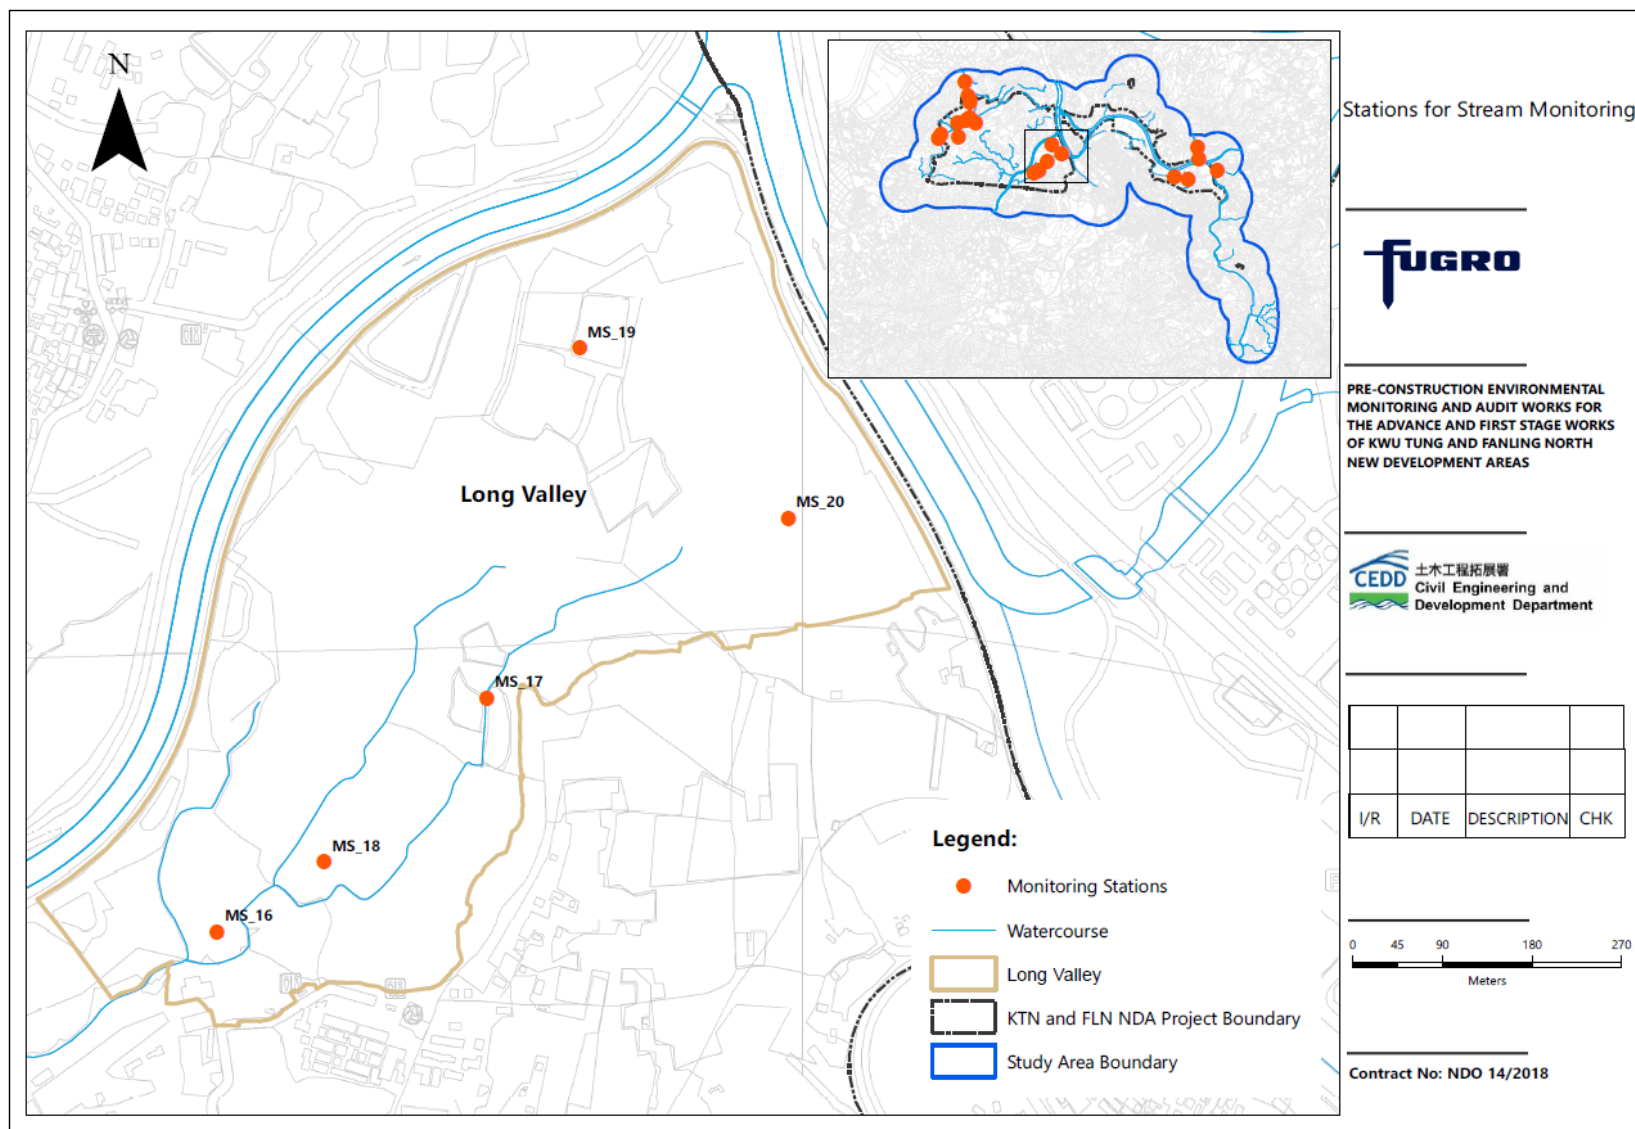 N
MS_19
Long Valley
MS_20
MS_17
MS_18
MS_16
Legend:
Monitoring Stations
Watercourse
Long Valley
KTN and FLN NDA Project Boundary
Study Area Boundary
Stations for Stream Monitoring
FUGRO
PRE-CONSTRUCTION ENVIRONMENTAL
MONITORING AND AUDIT WORKS FOR
THE ADVANCE AND FIRST STAGE WORKS
OF KWU TUNG AND FANLING NORTH
NEW DEVELOPMENT AREAS
CEDD
土木工程拓展署
Civil Engineering and
Development Department
I/R DATE DESCRIPTION CHK
0 45 90 180 270
Meters
Contract No: NDO 14/2018